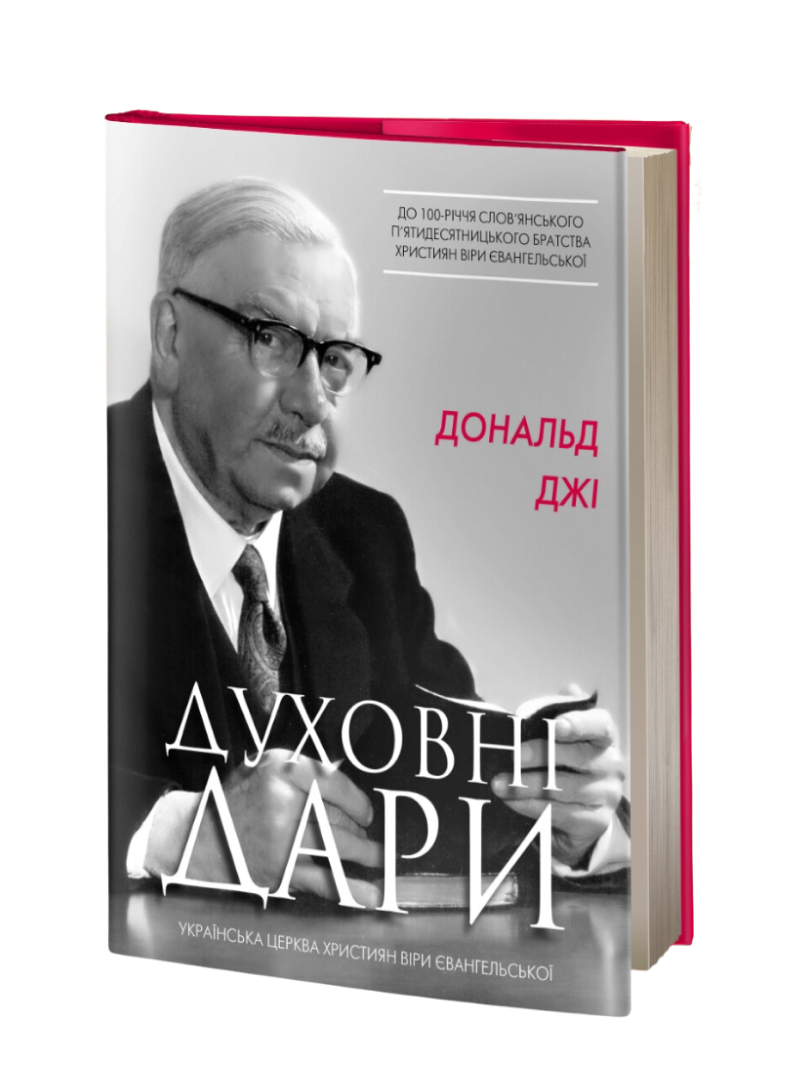 ДО 100-РІЧЧЯ СЛОВ'ЯНСЬКОГО
П'ЯТИДЕСЯТНИЦЬКОГО БРАТСТВА
ХРИСТИЯН ВІРИ ЄВАНГЕЛЬСЬКОЇ
ДОНАЛЬД
ДЖІ
ДУХОВНІ
ДАРИ
УКРАЇНСЬКА ЦЕРКВА ХРИСТИЯН ВІРИ ЄВАНГЕЛЬСЬКОЇ